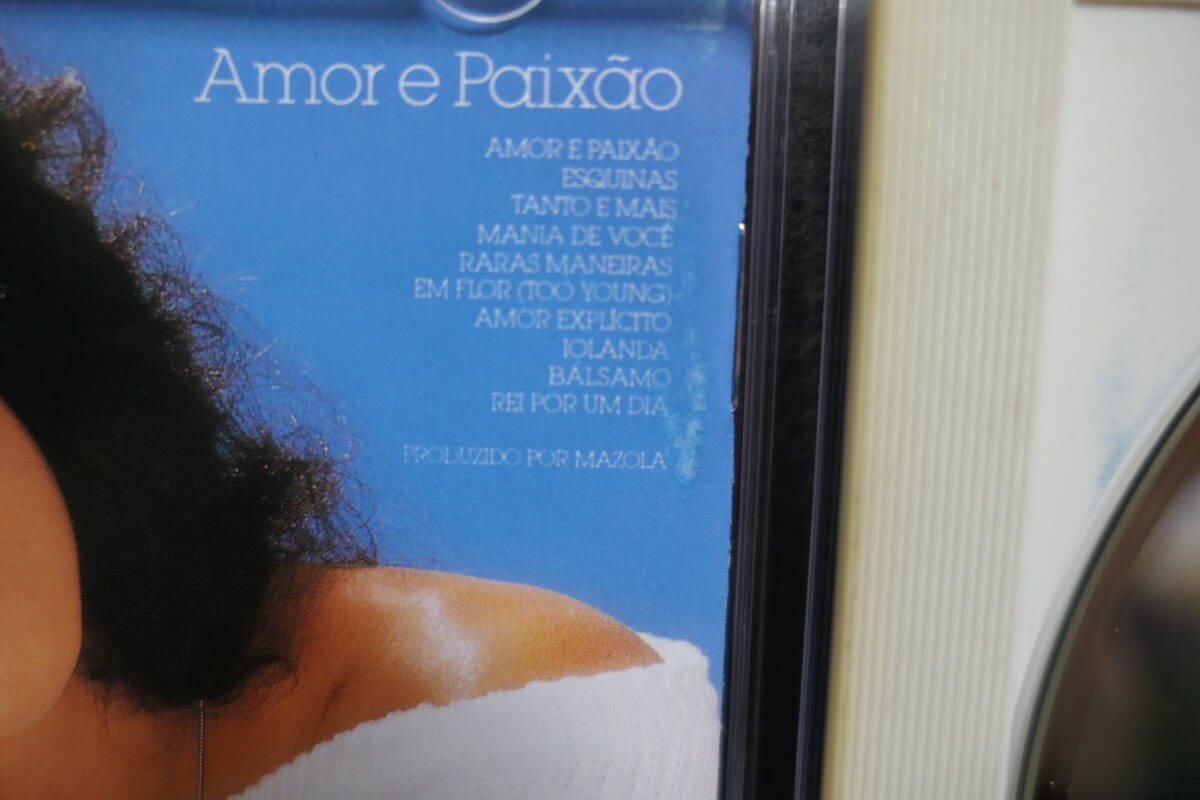 Amor e Paixão
AMOR E PAIXÃO
ESQUINAS
TANTO E MAIS
MANIA DE VOCÊ
RARAS MANEIRAS
EM FLOR (TOO YOUNG)
AMOR EXPLÍCITO
IOLANDA
BÁLSAMO
REI POR UM DIA
PRODUZIDO POR MAZOLA